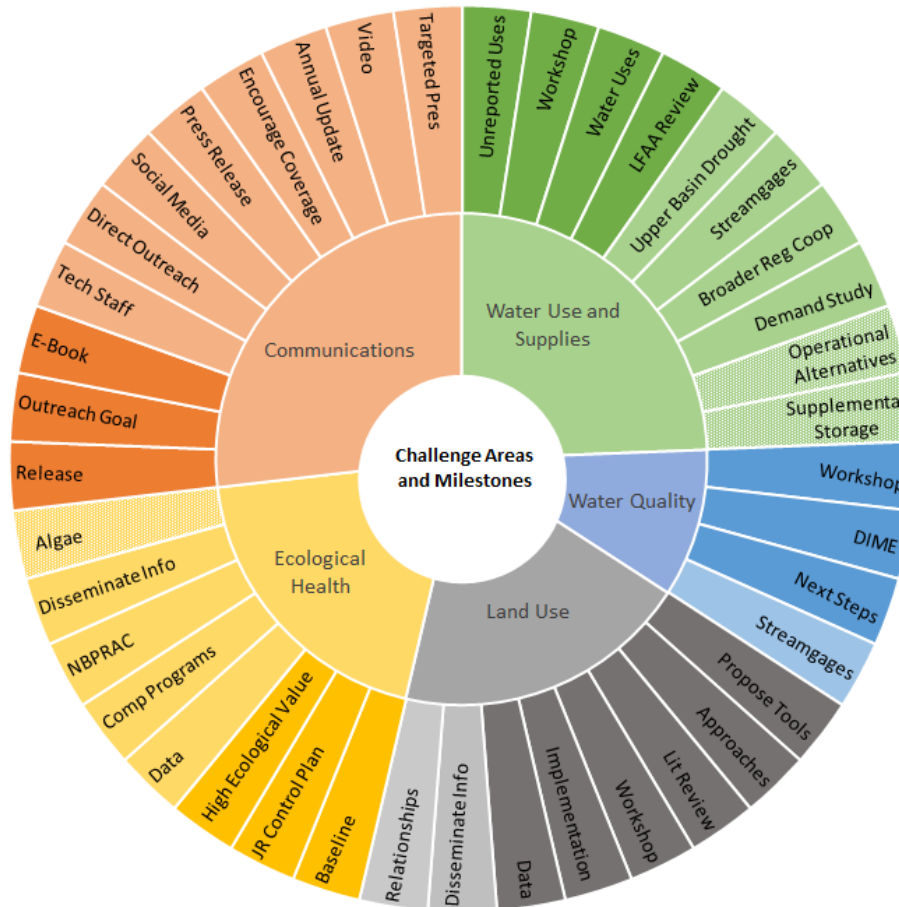 Challenge Areas
and Milestones
Water Use and
Supplies
Unreported Uses
Workshop
Water Uses
LFAA Review
Upper Basin Drought
Streamgages
Broader Reg Coop
Demand Study
Operational
Alternatives
Supplementa
Storage
Water Quality
Workshop
DIME
Next Steps
Streamgages
Land Use
Propose Tools
Approaches
Lit Review
Workshop
Implementation
Data
Disseminate Info
Relationships
Ecological
Health
Baseline
JR Control Plan
High Ecological Value
Data
Comp Programs
NBPRAC
Disseminate Info
Algae
Communications
Release
Outreach Goal
E-Book
Tech Staff
Direct Outreach
Social Media
Press Release
Encourage Coverage
Annual Update
Video
Targeted Pres